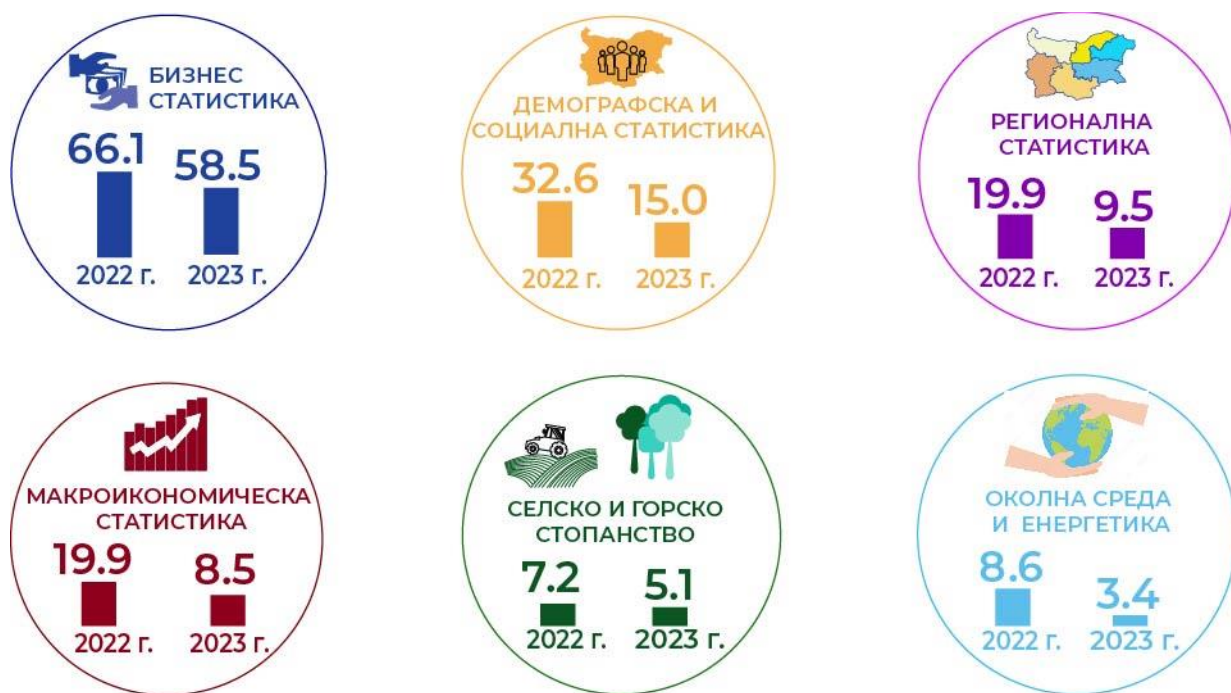 БИЗНЕС
СТАТИСТИКА
66.1
58.5
2022 г.
2023 г.
ДЕМОГРАФСКА И
СОЦИАЛНА СТАТИСТИКА
32.6
15.0
2022 г.
2023 г.
РЕГИОНАЛНА
СТАТИСТИКА
19.9
9.5
2022 г.
2023 г.
МАКРОИКОНОМИЧЕСКА
СТАТИСТИКА
19.9
8.5
2022 г.
2023 г.
СЕЛСКО И ГОРСКО
СТОПАНСТВО
7.2
5.1
2022 г.
2023 г.
ОКОЛНА СРЕДА
И ЕНЕРГЕТИКА
8.6
3.4
2022 г.
2023 г.